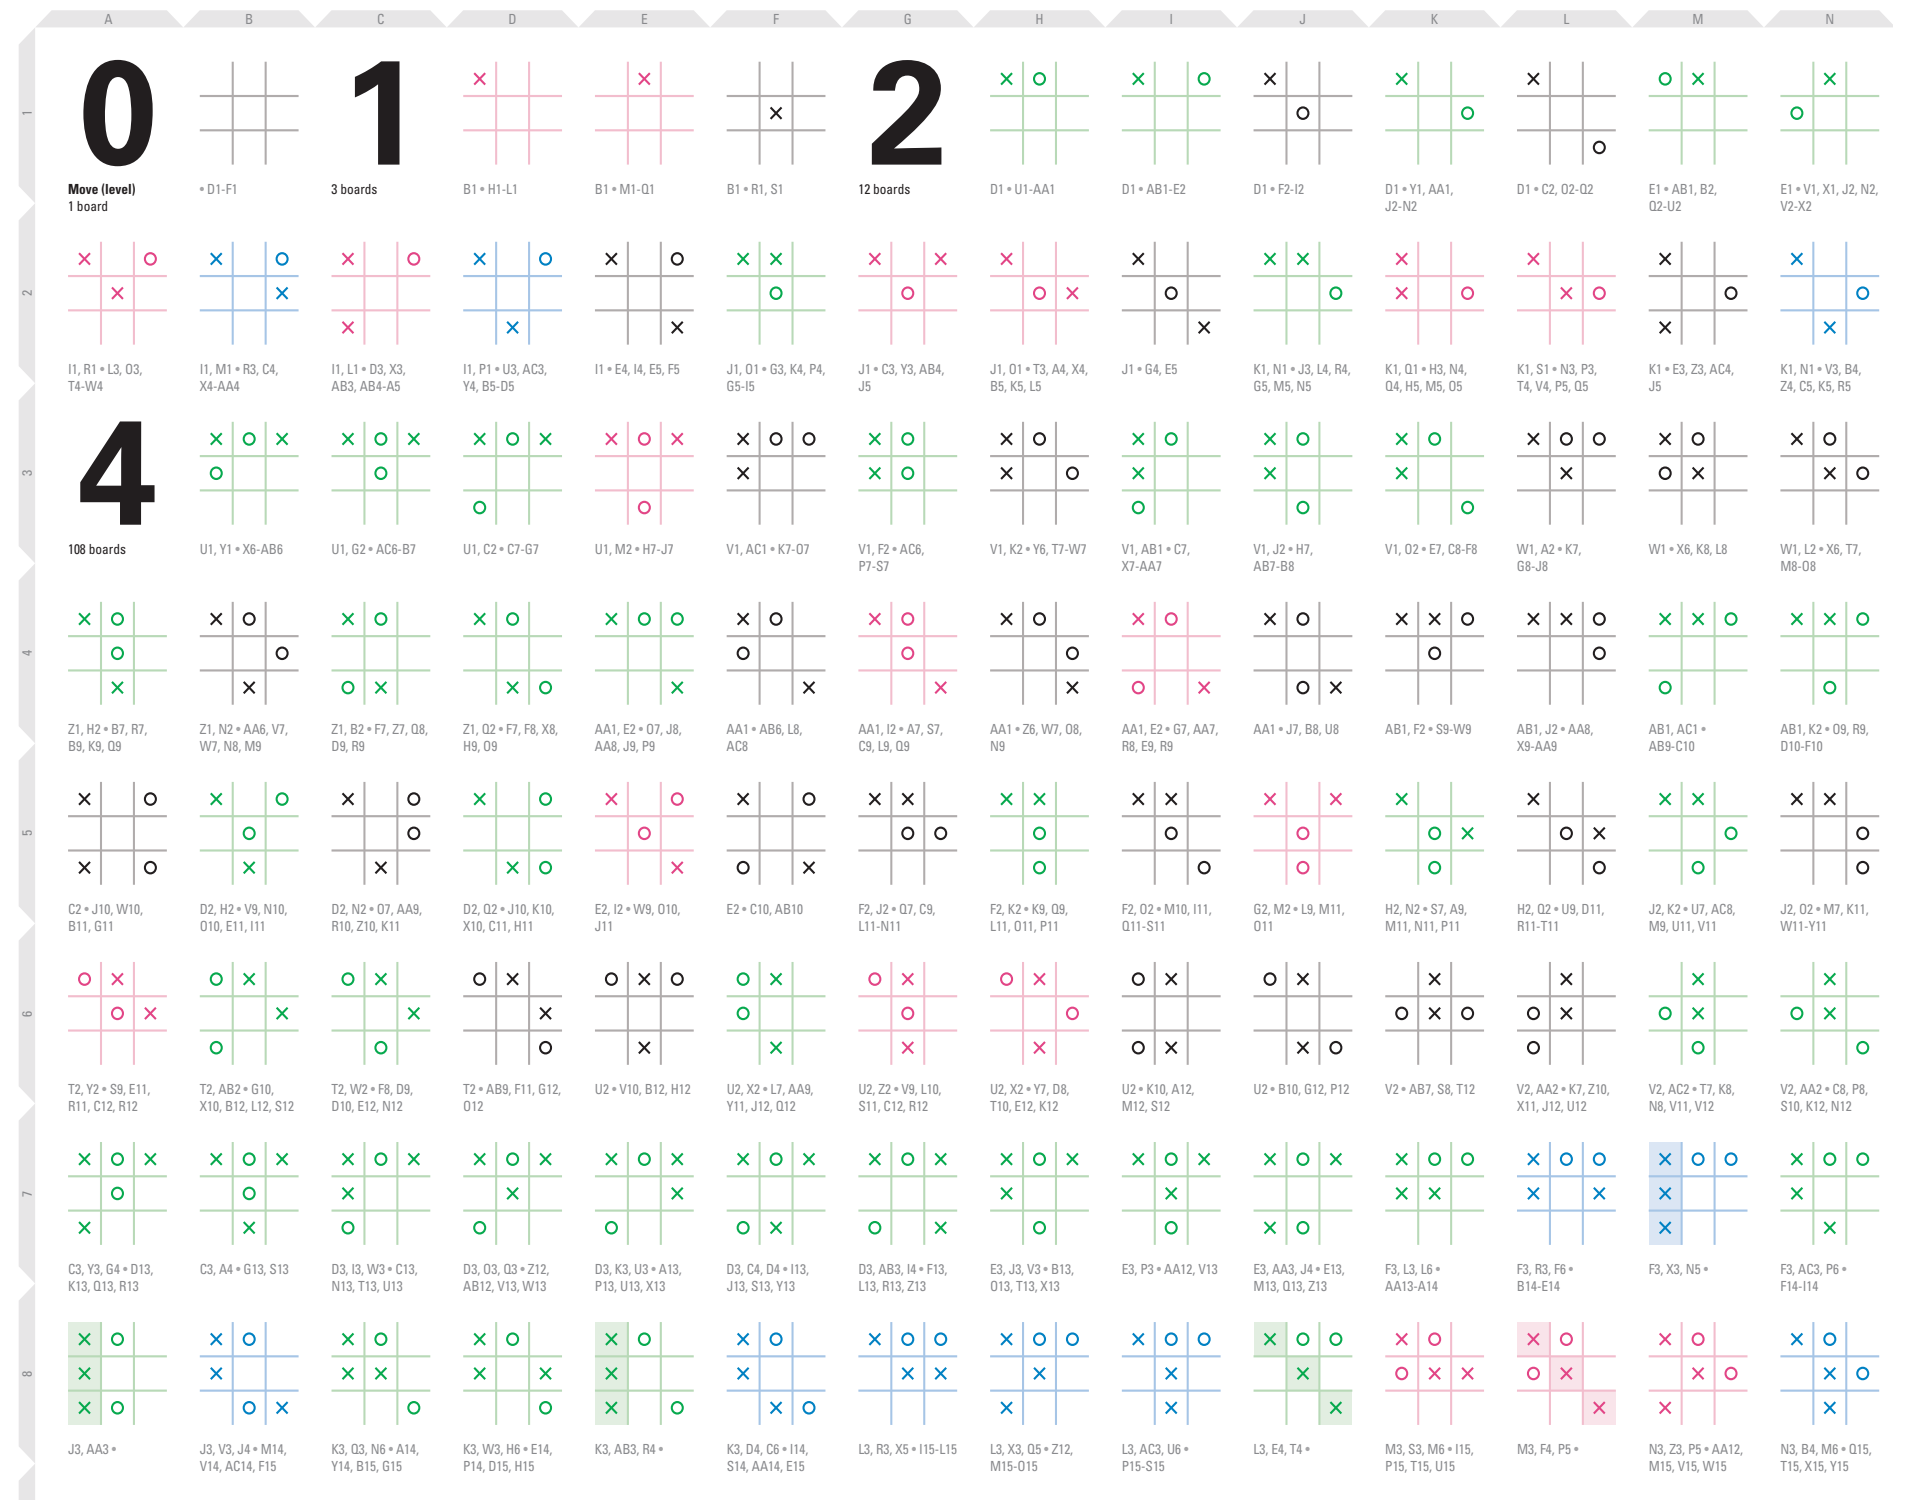 A
B
C
D
E
F
G
H
I
J
K
L
M
N
1
0
Move (level)
1 board
• D1-F1
1
3 boards
B1 • H1-L1
B1 • M1-Q1
B1 • R1, S1
2
12 boards
D1 • U1-AA1
D1 • AB1-E2
D1 • F2-I2
D1 • Y1, AA1,
J2-N2
D1 • C2, O2-Q2
E1 • AB1, B2,
Q2-U2
E1 • V1, X1, J2, N2,
V2-X2
2
I1, R1 • L3, O3,
T4-W4
I1, M1 • R3, C4,
X4-AA4
I1, L1 • D3, X3,
AB3, AB4-A5
I1, P1 • U3, AC3,
Y4, B5-D5
I1 • E4, I4, E5, F5
J1, O1 • G3, K4, P4,
G5-I5
J1 • C3, Y3, AB4,
J5
J1, O1 • T3, A4, X4,
B5, K5, L5
J1 • G4, E5
K1, N1 • J3, L4, R4,
G5, M5, N5
K1, Q1 • H3, N4,
Q4, H5, M5, O5
K1, S1 • N3, P3,
T4, V4, P5, Q5
K1 • E3, Z3, AC4,
J5
K1, N1 • V3, B4,
Z4, C5, K5, R5
3
4
108 boards
U1, Y1 • X6-AB6
U1, G2 • AC6-B7
U1, C2 • C7-G7
U1, M2 • H7-J7
V1, AC1 • K7-O7
V1, F2 • AC6,
P7-S7
V1, K2 • Y6, T7-W7
V1, AB1 • C7,
X7-AA7
V1, J2 • H7,
AB7-B8
V1, O2 • E7, C8-F8
W1, A2 • K7,
G8-J8
W1 • X6, K8, L8
W1, L2 • X6, T7,
M8-O8
4
Z1, H2 • B7, R7,
B9, K9, Q9
Z1, N2 • AA6, V7,
W7, N8, M9
Z1, B2 • F7, Z7, Q8,
D9, R9
Z1, Q2 • F7, F8, X8,
H9, O9
AA1, E2 • O7, J8,
AA8, J9, P9
AA1 • AB6, L8,
AC8
AA1, I2 • A7, S7,
C9, L9, Q9
AA1 • Z6, W7, O8,
N9
AA1, E2 • G7, AA7,
R8, E9, R9
AA1 • J7, B8, U8
AB1, F2 • S9-W9
AB1, J2 • AA8,
X9-AA9
AB1, AC1 •
AB9-C10
AB1, K2 • O9, R9,
D10-F10
5
C2 • J10, W10,
B11, G11
D2, H2 • V9, N10,
O10, E11, I11
D2, N2 • O7, AA9,
R10, Z10, K11
D2, Q2 • J10, K10,
X10, C11, H11
E2, I2 • W9, O10,
J11
E2 • C10, AB10
F2, J2 • Q7, C9,
L11-N11
F2, K2 • K9, Q9,
L11, O11, P11
F2, O2 • M10, I11,
Q11-S11
G2, M2 • L9, M11,
O11
H2, N2 • S7, A9,
M11, N11, P11
H2, Q2 • U9, D11,
R11-T11
J2, K2 • U7, AC8,
M9, U11, V11
J2, O2 • M7, K11,
W11-Y11
6
T2, Y2 • S9, E11,
R11, C12, R12
T2, AB2 • G10,
X10, B12, L12, S12
T2, W2 • F8, D9,
D10, E12, N12
T2 • AB9, F11, G12,
O12
U2 • V10, B12, H12
U2, X2 • L7, AA9,
Y11, J12, Q12
U2, Z2 • V9, L10,
S11, C12, R12
U2, X2 • Y7, D8,
T10, E12, K12
U2 • K10, A12,
M12, S12
U2 • B10, G12, P12
V2 • AB7, S8, T12
V2, AA2 • K7, Z10,
X11, J12, U12
V2, AC2 • T7, K8,
N8, V11, V12
V2, AA2 • C8, P8,
S10, K12, N12
7
C3, Y3, G4 • D13,
K13, Q13, R13
C3, A4 • G13, S13
D3, I3, W3 • C13,
N13, T13, U13
D3, O3, Q3 • Z12,
AB12, V13, W13
D3, K3, U3 • A13,
P13, U13, X13
D3, C4, D4 • I13,
J13, S13, Y13
D3, AB3, I4 • F13,
L13, R13, Z13
E3, J3, V3 • B13,
O13, T13, X13
E3, P3 • AA12, V13
E3, AA3, J4 • E13,
M13, Q13, Z13
F3, L3, L6 •
AA13-A14
F3, R3, F6 •
B14-E14
F3, X3, N5 •
F3, AC3, P6 •
F14-I14
8
J3, AA3 •
J3, V3, J4 • M14,
V14, AC14, F15
K3, Q3, N6 • A14,
Y14, B15, G15
K3, W3, H6 • E14,
P14, D15, H15
K3, AB3, R4 •
K3, D4, C6 • I14,
S14, AA14, E15
L3, R3, X5 • I15-L15
L3, X3, Q5 • Z12,
M15-O15
L3, AC3, U6 •
P15-S15
L3, E4, T4 •
M3, S3, M6 • I15,
P15, T15, U15
M3, F4, P5 •
N3, Z3, P5 • AA12,
M15, V15, W15
N3, B4, M6 • Q15,
T15, X15, Y15